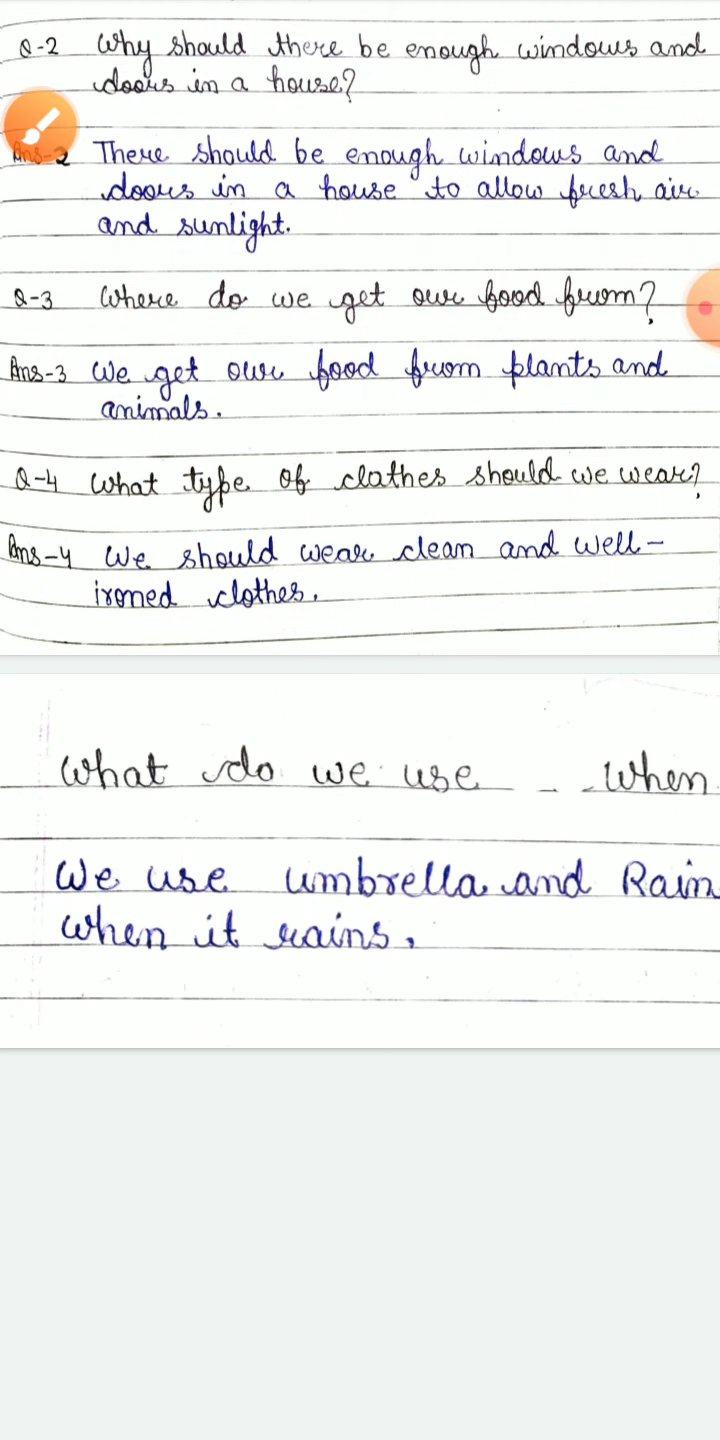 Q-2 Why should there be enough windows and
doors in a house?
Ans-2 There should be enough windows and
doors in a house to allow fresh air
and sunlight.
Q-3 Where do we get our food from?
Ans-3 We get our food from plants and
animals.
Q-4 What type of clathes should we wear?
Ans-4 We should wear clean and well-
ironed clothes.
What do we use - - When
We use umbrella and Rain
when it rains.